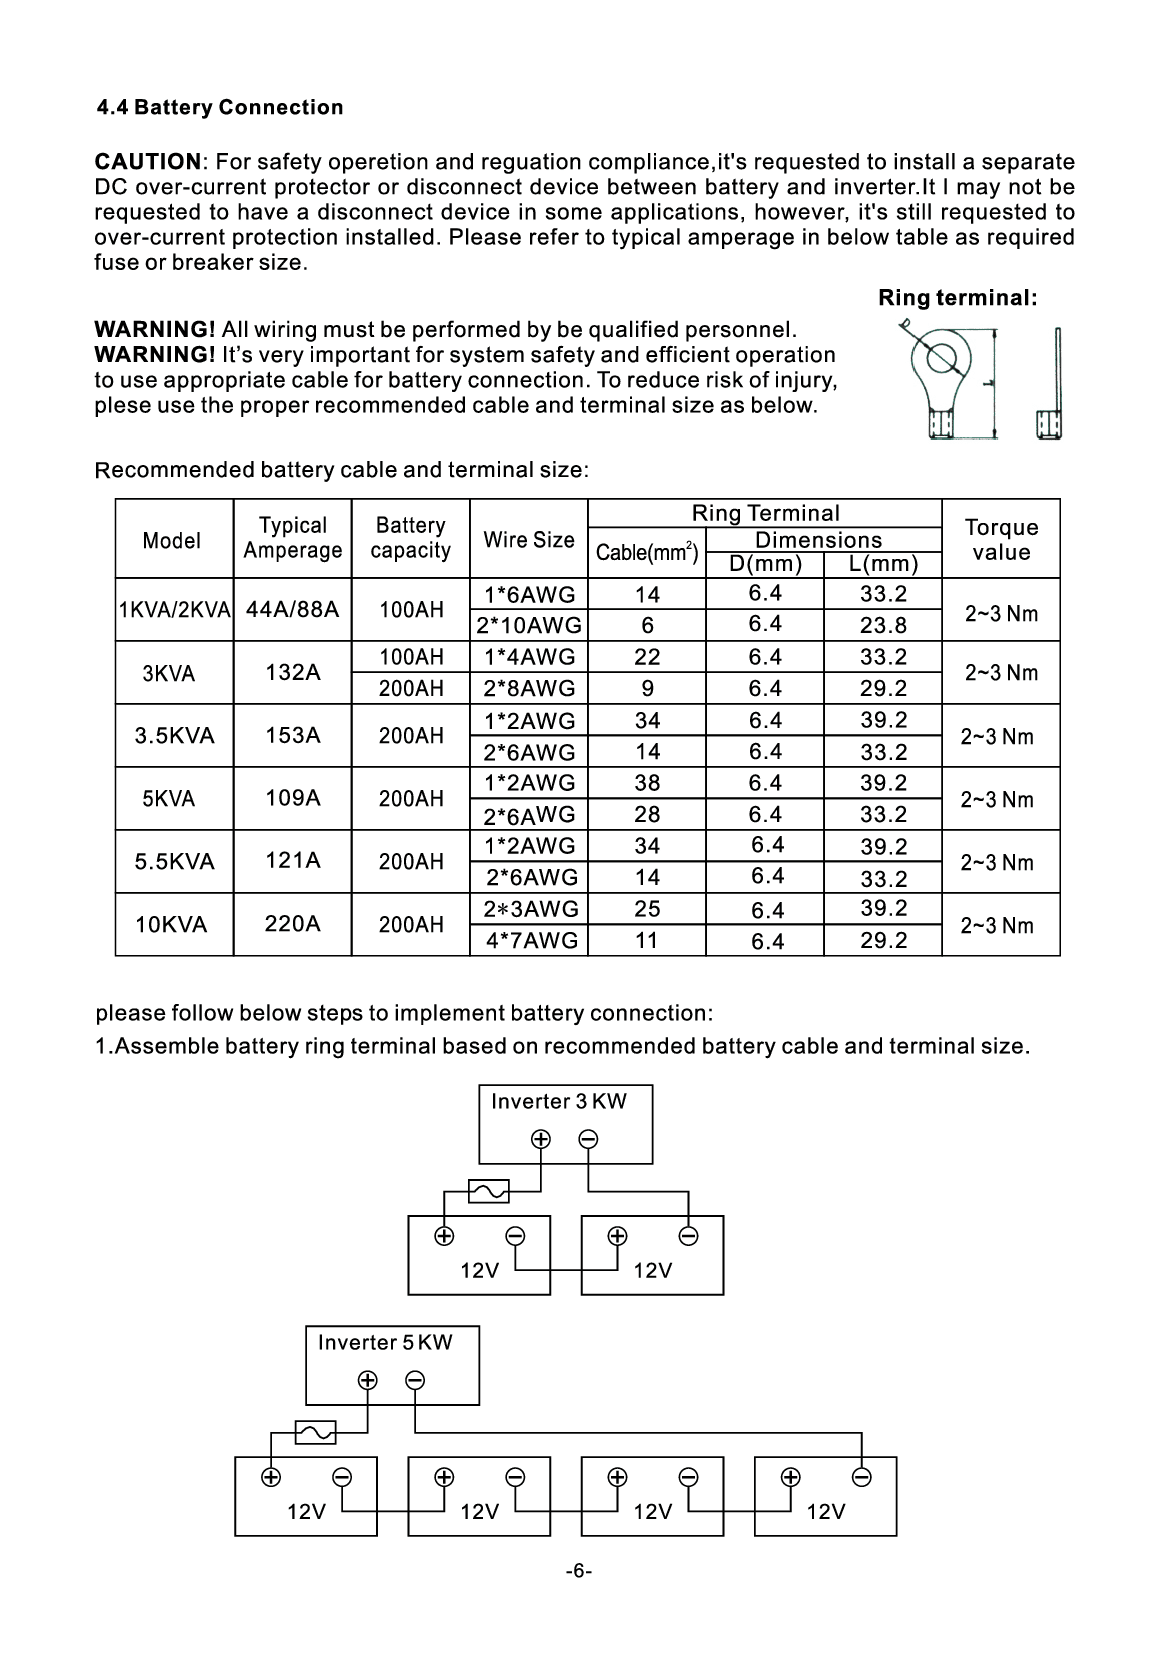 4.4 Battery Connection
CAUTION: For safety operetion and reguation compliance,it's requested to install a separate
DC over-current protector or disconnect device between battery and inverter.It I may not be
requested to have a disconnect device in some applications, however, it's still requested to
over-current protection installed. Please refer to typical amperage in below table as required
fuse or breaker size.
Ring terminal:
WARNING! All wiring must be performed by be qualified personnel.
WARNING! It's very important for system safety and efficient operation
to use appropriate cable for battery connection. To reduce risk of injury,
plese use the proper recommended cable and terminal size as below.
D
L
Recommended battery cable and terminal size:
Model Typical Amperage Battery capacity Wire Size Ring Terminal Torque value
Cable(mm²) Dimensions
D(mm) L(mm)
1KVA/2KVA 44A/88A 100AH 1*6AWG 14 6.4 33.2 2~3 Nm
2*10AWG 6 6.4 23.8
3KVA 132A 100AH 1*4AWG 22 6.4 33.2 2~3 Nm
200AH 2*8AWG 9 6.4 29.2
3.5KVA 153A 200AH 1*2AWG 34 6.4 39.2 2~3 Nm
2*6AWG 14 6.4 33.2
5KVA 109A 200AH 1*2AWG 38 6.4 39.2 2~3 Nm
2*6AWG 28 6.4 33.2
5.5KVA 121A 200AH 1*2AWG 34 6.4 39.2 2~3 Nm
2*6AWG 14 6.4 33.2
10KVA 220A 200AH 2*3AWG 25 6.4 39.2 2~3 Nm
4*7AWG 11 6.4 29.2
please follow below steps to implement battery connection:
1.Assemble battery ring terminal based on recommended battery cable and terminal size.
Inverter 3 KW
+ −
+ − + −
12V 12V
Inverter 5 KW
+ −
+ − + − + − + −
12V 12V 12V 12V
-6-